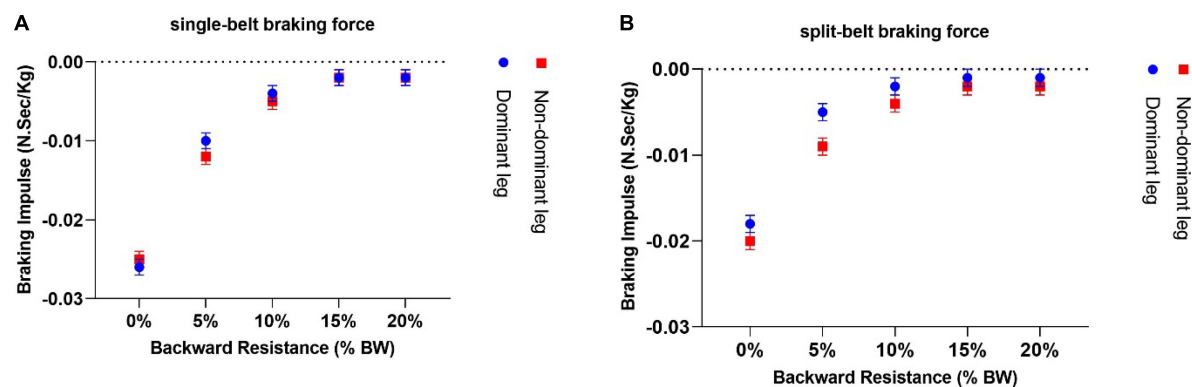 A
single-belt braking force
Braking Impulse (N.Sec/Kg)
0.00
-0.01
-0.02
-0.03
0% 5% 10% 15% 20%
Backward Resistance (% BW)
Dominant leg
Non-dominant leg
B
split-belt braking force
Braking Impulse (N.Sec/Kg)
0.00
-0.01
-0.02
-0.03
0% 5% 10% 15% 20%
Backward Resistance (% BW)
Dominant leg
Non-dominant leg